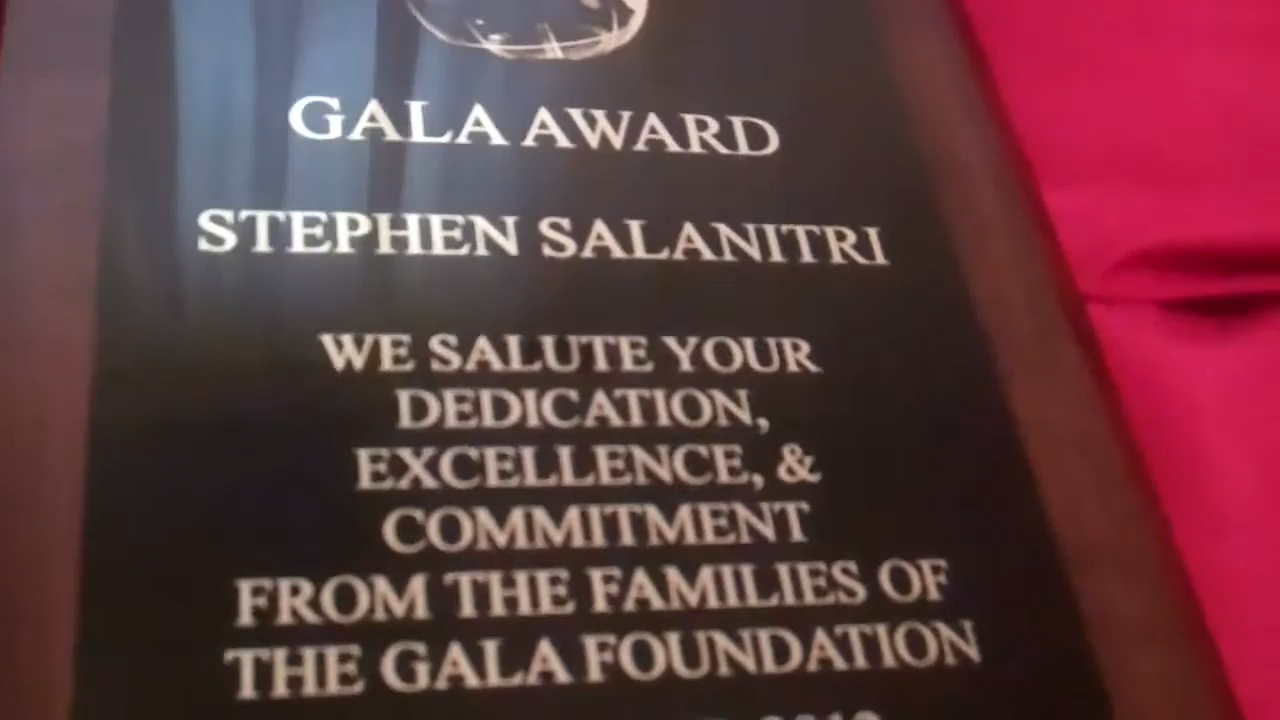 GALA AWARD
STEPHEN SALANITRI
WE SALUTE YOUR
DEDICATION,
EXCELLENCE, &
COMMITMENT
FROM THE FAMILIES OF
THE GALA FOUNDATION